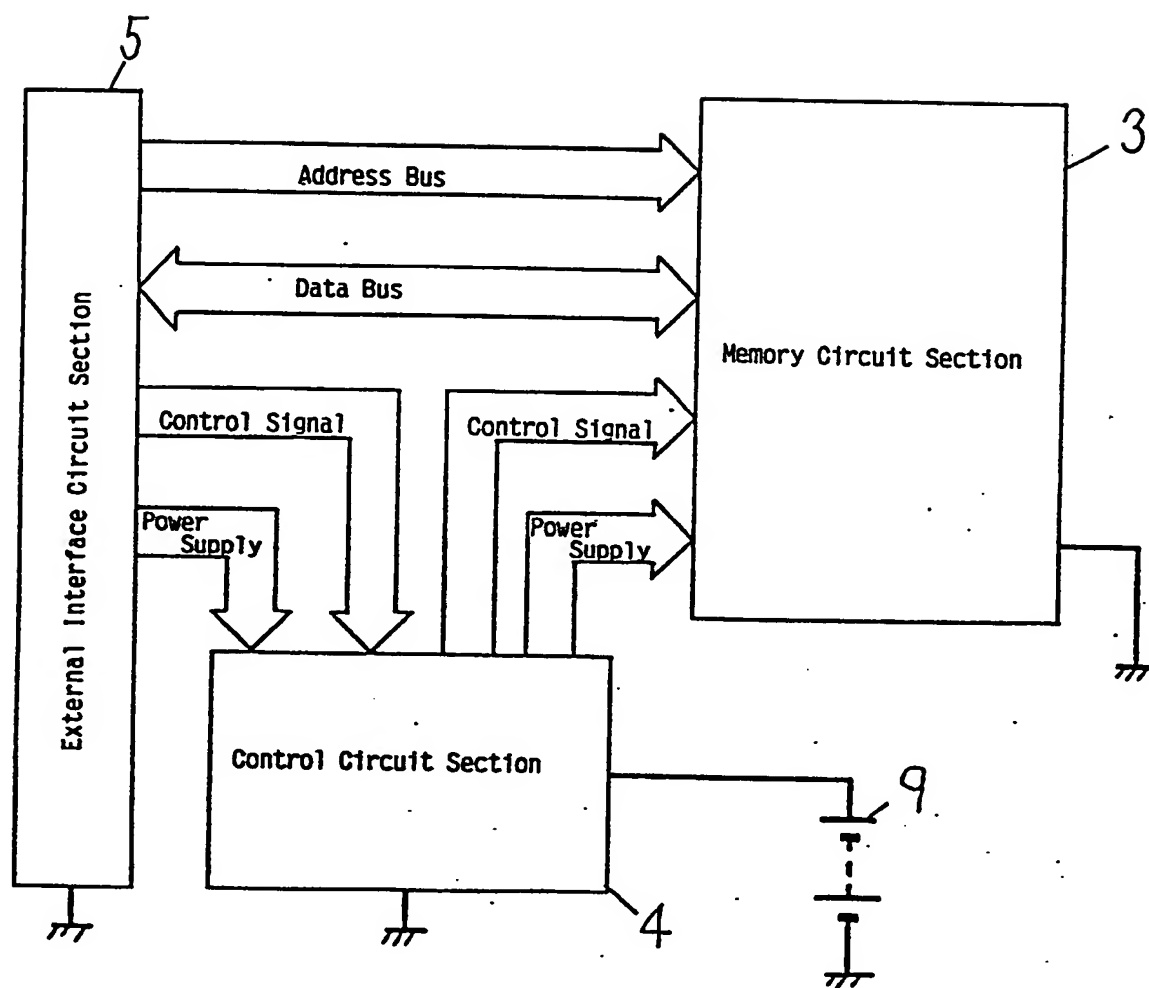 5
3
Address Bus
Data Bus
External Interface Circuit Section
Memory Circuit Section
Control Signal
Control Signal
Power
Supply
Power
Supply
Control Circuit Section
9
4